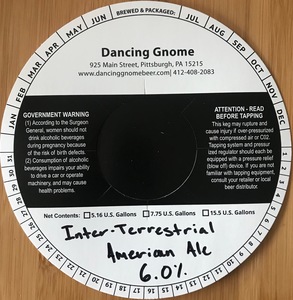 BREWED & PACKAGED:
JAN FEB MAR APR MAY JUN JUL AUG SEP OCT NOV DEC
Dancing Gnome
925 Main Street, Pittsburgh, PA 15215
www.dancinggnomebeer.com| 412-408-2083
GOVERNMENT WARNING
(1) According to the Surgeon
General, women should not
drink alcoholic beverages
during pregnancy because
of the risk of birth defects.
(2) Consumption of alcoholic
beverages impairs your ability
to drive a car or operate
machinery, and may cause
health problems.
ATTENTION - READ
BEFORE TAPPING
This keg may rupture and
cause injury if over-pressurized
with compressed air or CO2.
Tapping system and pressur
ized regulator should each be
equipped with a pressure relief
(blow off) device. If you are not
familiar with tapping equipment,
consult your retailer or local
beer distributor.
Net Contents: 5.16 U.S. Gallons 7.75 U.S. Gallons 15.5 U.S. Gallons
Inter-Terrestrial
American Ale
6.0%